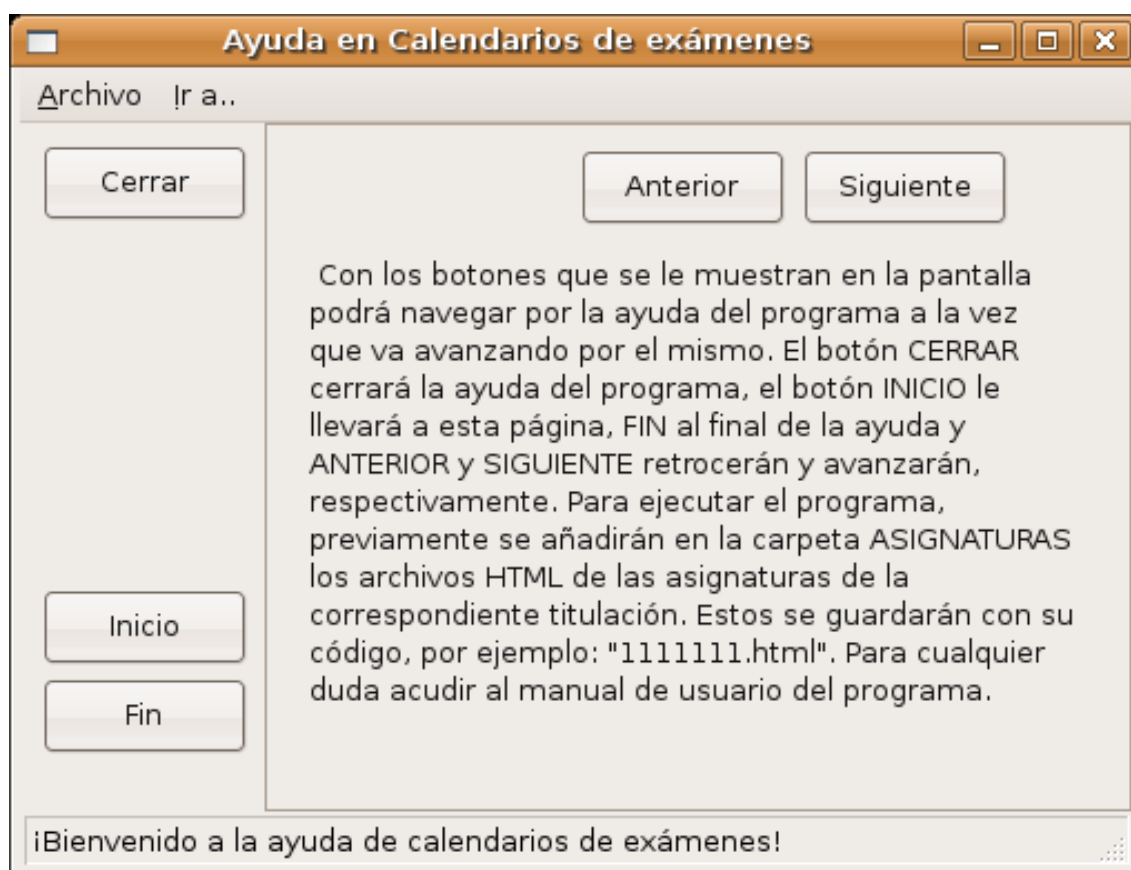 Ayuda en Calendarios de exámenes
Archivo Ir a..
Cerrar
Anterior Siguiente
Con los botones que se le muestran en la pantalla
podrá navegar por la ayuda del programa a la vez
que va avanzando por el mismo. El botón CERRAR
cerrará la ayuda del programa, el botón INICIO le
llevará a esta página, FIN al final de la ayuda y
ANTERIOR y SIGUIENTE retrocerán y avanzarán,
respectivamente. Para ejecutar el programa,
previamente se añadirán en la carpeta ASIGNATURAS
los archivos HTML de las asignaturas de la
correspondiente titulación. Estos se guardarán con su
código, por ejemplo: "1111111.html". Para cualquier
duda acudir al manual de usuario del programa.
Inicio
Fin
¡Bienvenido a la ayuda de calendarios de exámenes!